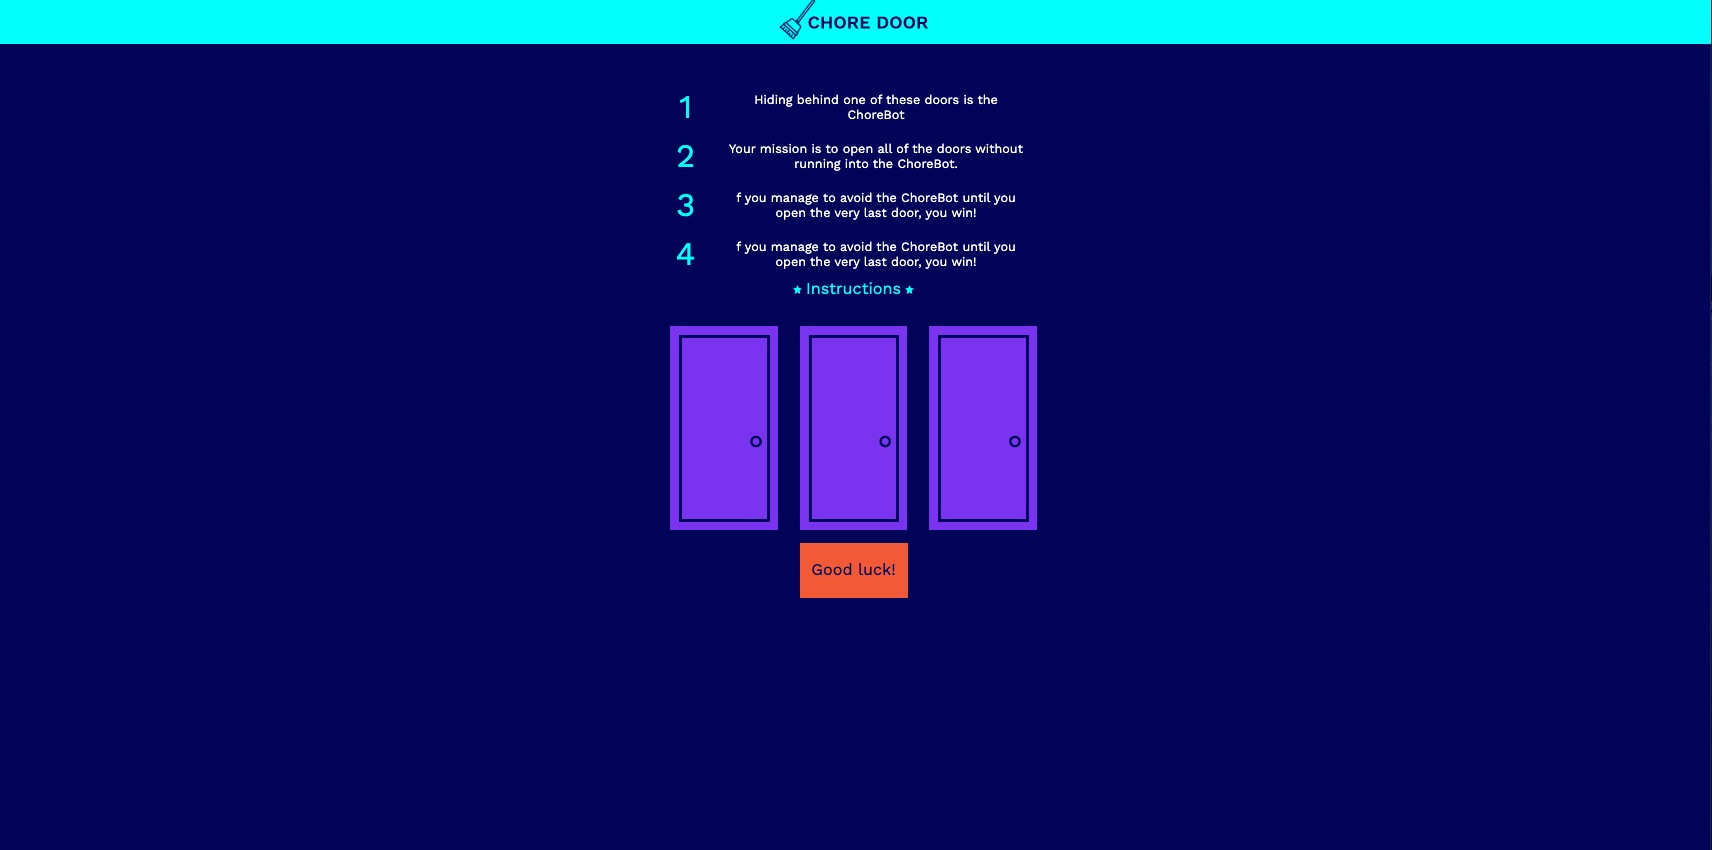 CHORE DOOR
1
Hiding behind one of these doors is the
ChoreBot
2
Your mission is to open all of the doors without
running into the ChoreBot.
3
f you manage to avoid the ChoreBot until you
open the very last door, you win!
4
f you manage to avoid the ChoreBot until you
open the very last door, you win!
Instructions
Good luck!